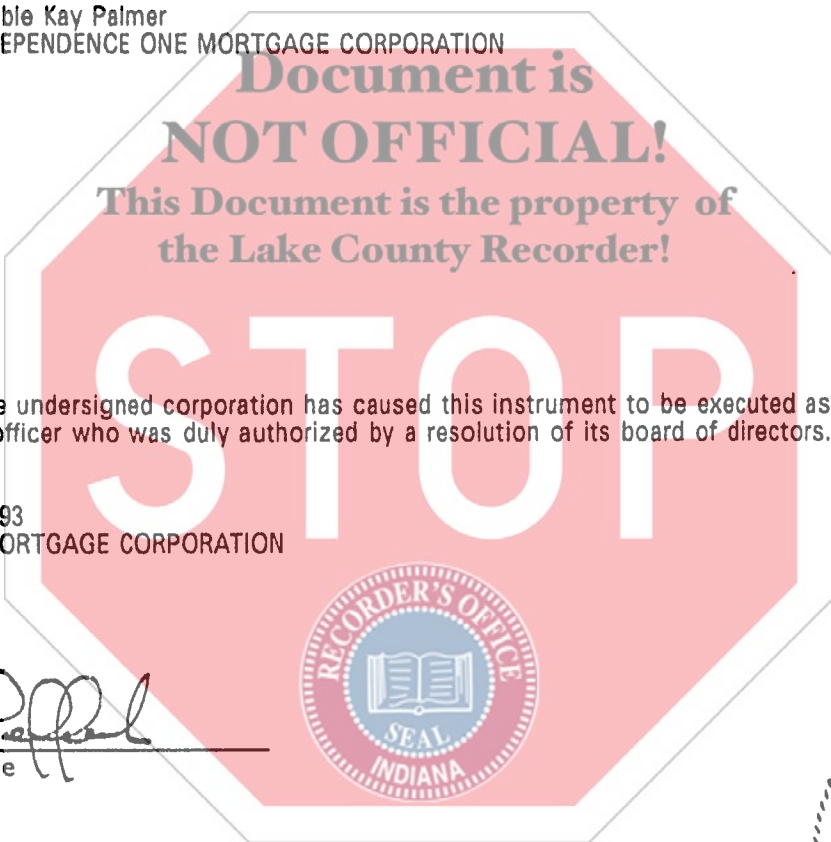 ble Kay Palmer
EPENDENCE ONE MORTGAGE CORPORATION
Document is
NOT OFFICIAL!
This Document is the property of
the Lake County Recorder!
STOP
e undersigned corporation has caused this instrument to be executed as
officer who was duly authorized by a resolution of its board of directors.
93
ORTGAGE CORPORATION
RECORDER'S OFFICE
SEAL
INDIANA
e